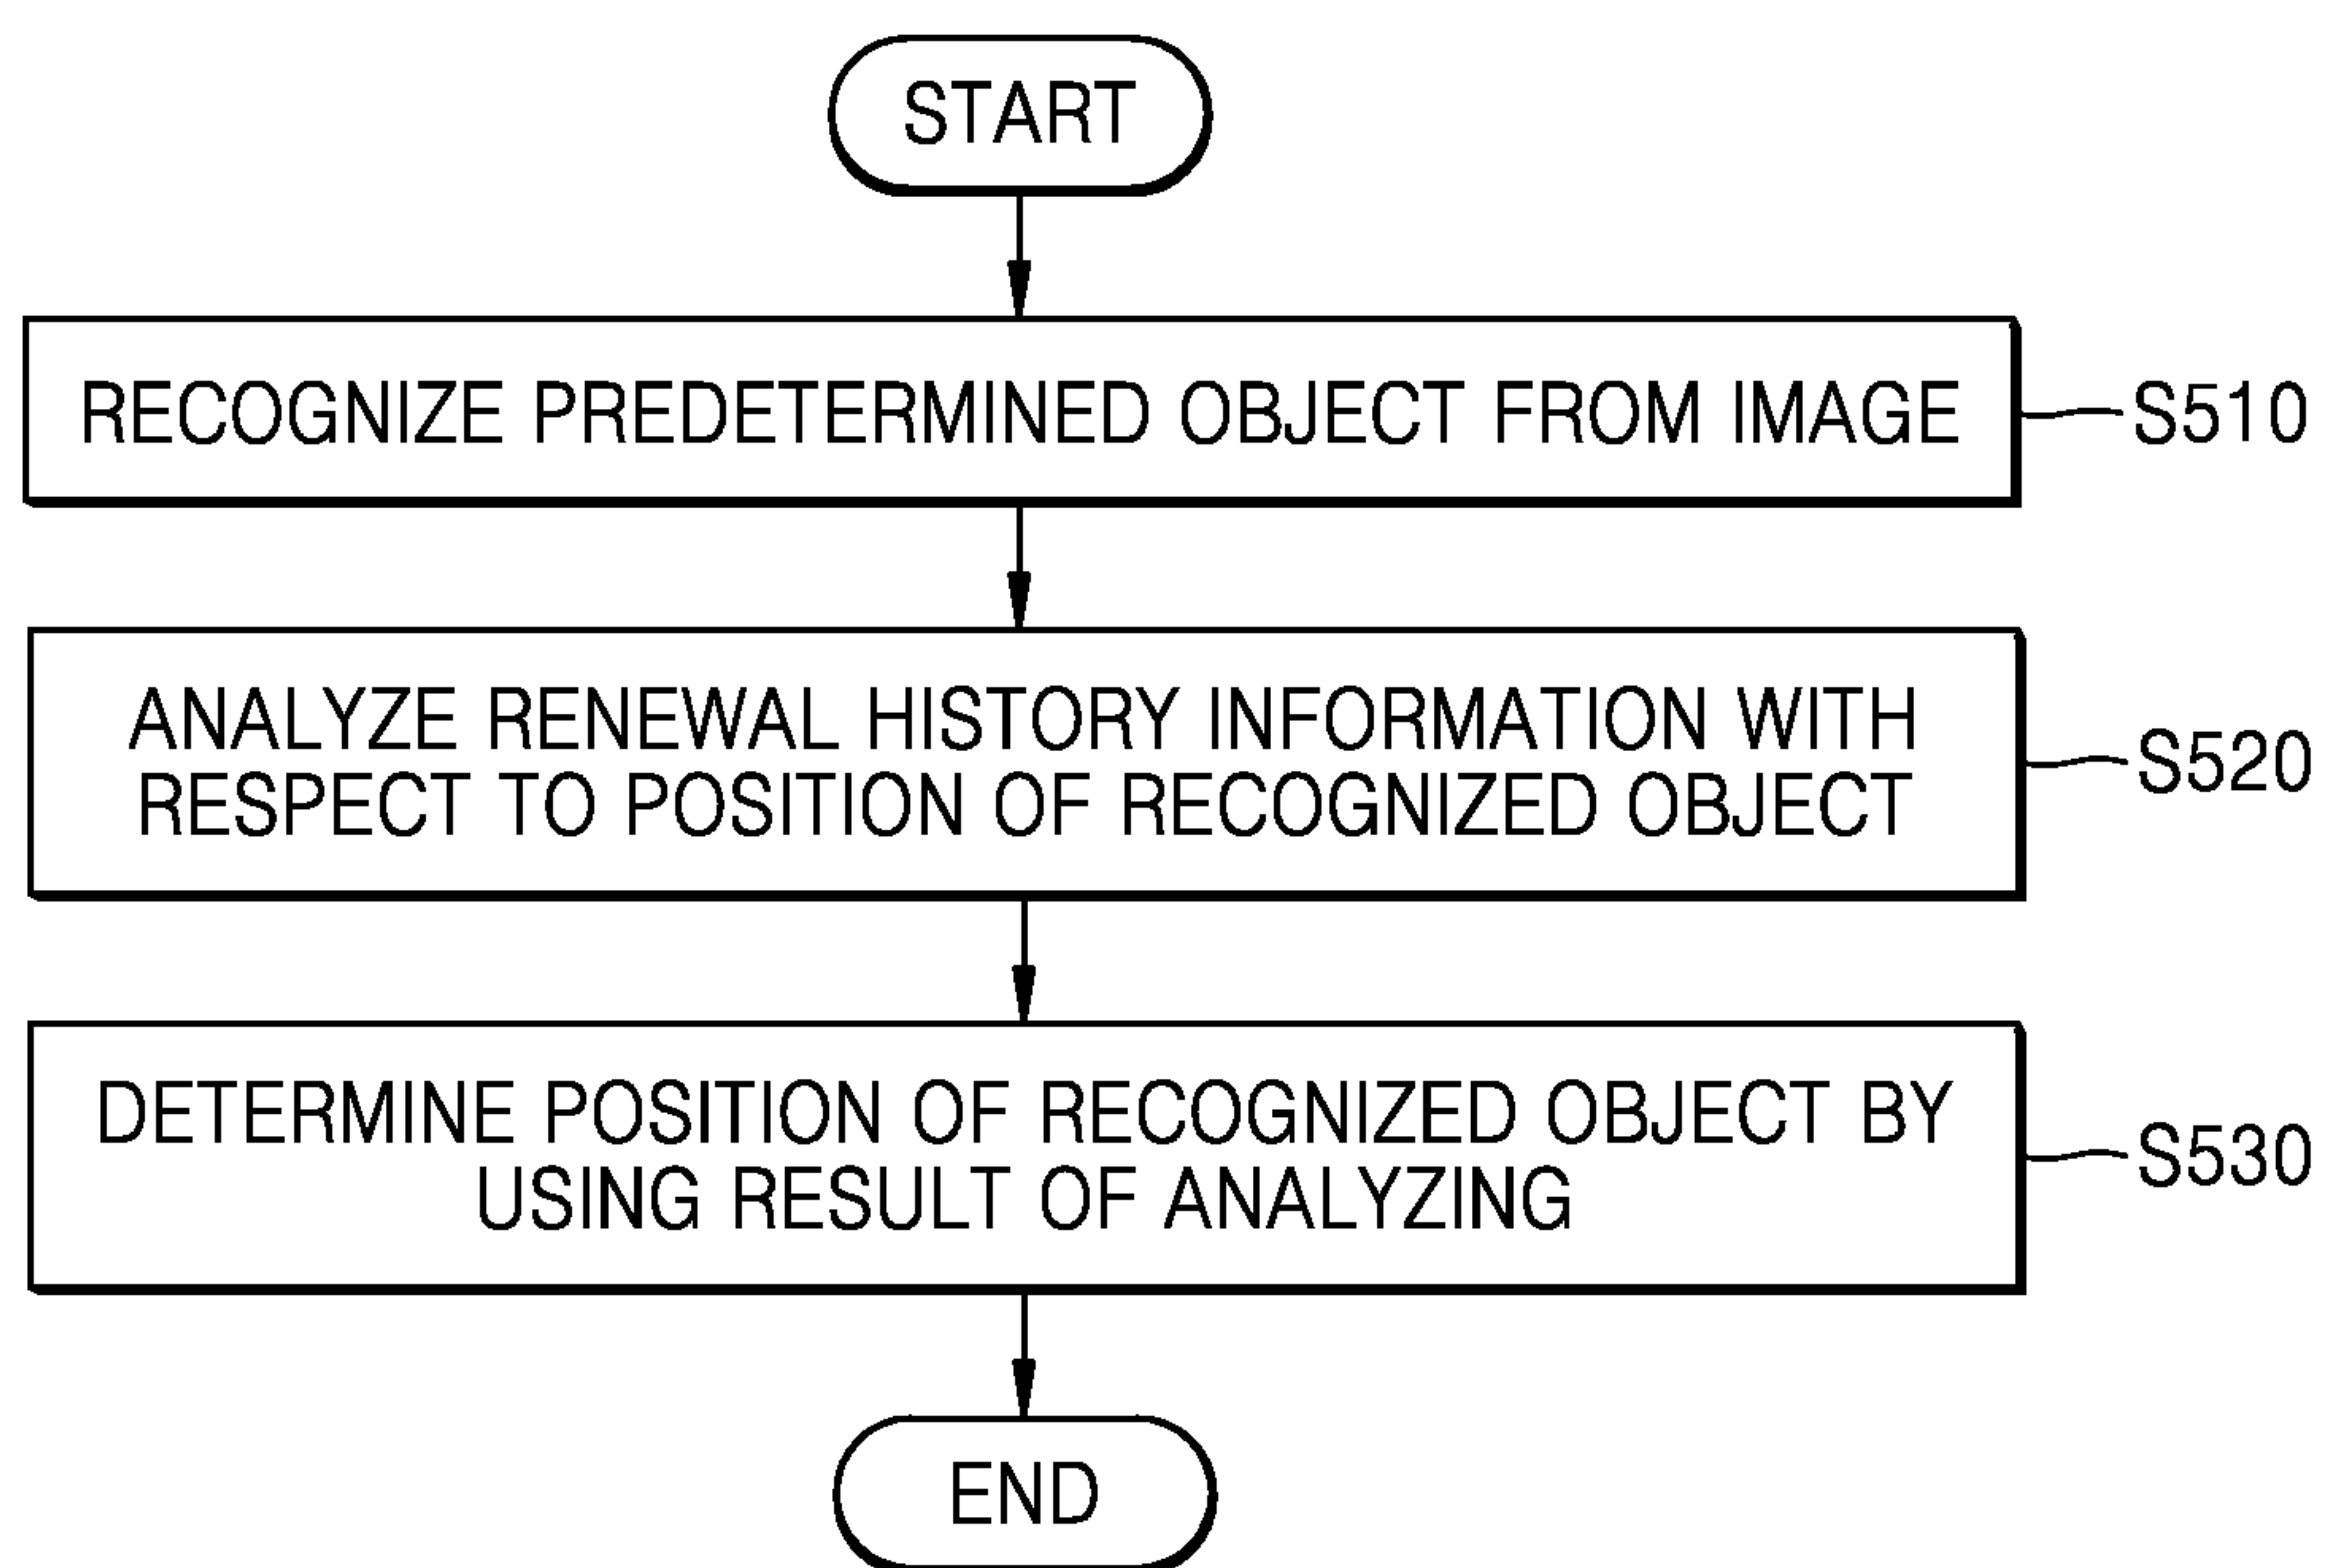 START
RECOGNIZE PREDETERMINED OBJECT FROM IMAGE
S510
ANALYZE RENEWAL HISTORY INFORMATION WITH
RESPECT TO POSITION OF RECOGNIZED OBJECT
S520
DETERMINE POSITION OF RECOGNIZED OBJECT BY
USING RESULT OF ANALYZING
S530
END